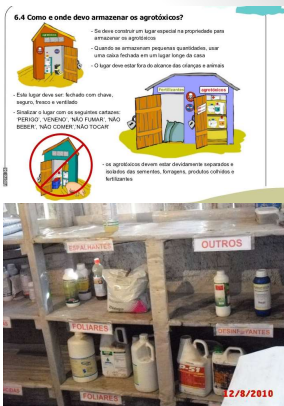 6.4 Como e onde devo armazenar os agrotóxicos?
- Se deve construir um lugar especial na propriedade para
armazenar os agrotóxicos
- Quando se armazenam pequenas quantidades, usar
uma caixa fechada em um lugar longe da casa
- O lugar deve estar fora do alcance das crianças e animais
- Este lugar deve ser: fechado com chave,
seguro, fresco e ventilado
- Sinalizar o lugar com os seguintes cartazes:
'PERIGO', 'VENENO', 'NÃO FUMAR', 'NÃO
BEBER', 'NÃO COMER', 'NÃO TOCAR'
Fertilizantes
agrotóxicos
- os agrotóxicos devem estar devidamente separados e
isolados das sementes, forragens, produtos colhidos e
fertilizantes
ESPALHANTES
OUTROS
FOLIARES
DESINFETANTES
FOLIARES
12/8/2010